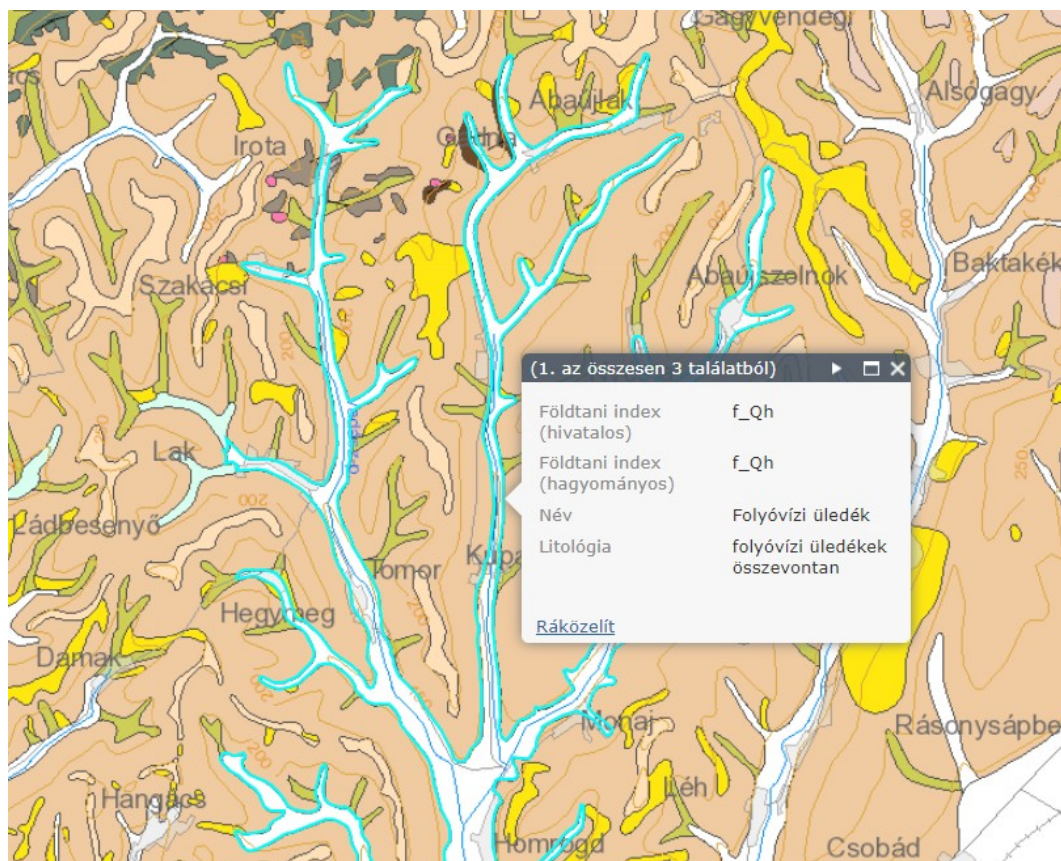 Gagyvendégi
Alsógagy
Abaújlak
Gadna
Irota
Baktakék
Abaújszolnok
Szakácsi
(1. az összesen 3 találatból)
Földtani index f_Qh
(hivatalos)
Földtani index f_Qh
(hagyományos)
Név Folyóvízi üledék
Litológia folyóvízi üledékek
összevontan
Ráközelít
Lak
Ládbesenyő
Kupa
Tomor
Hegymeg
Damak
Monaj
Rásonysápbe
Hangács
Léh
Homrogd
Csobád
200
250